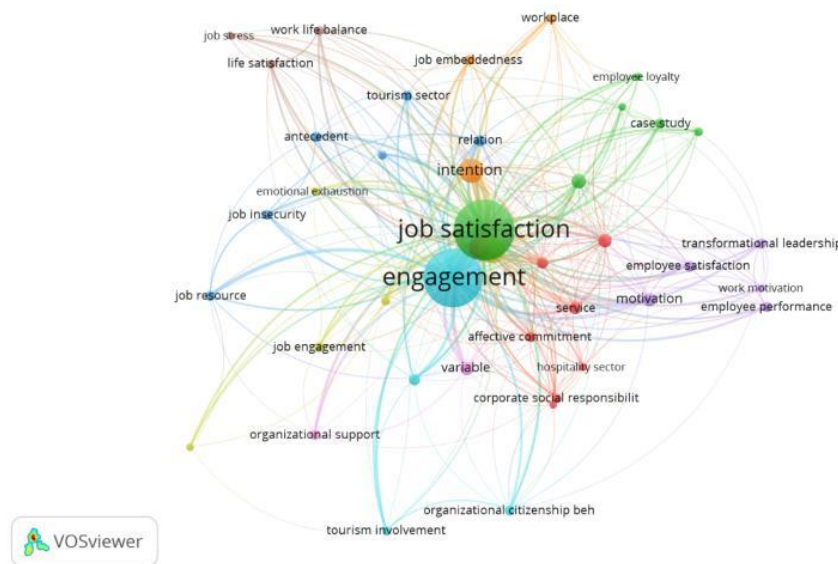 workplace
job stress
work life balance
life satisfaction
job embeddedness
employee loyalty
tourism sector
case study
antecedent
relation
intention
emotional exhaustion
job insecurity
job satisfaction
transformational leadership
employee satisfaction
engagement
work motivation
job resource
motivation
employee performance
service
affective commitment
job engagement
variable
hospitality sector
corporate social responsibilit
organizational support
organizational citizenship beh
tourism involvement
VOSviewer